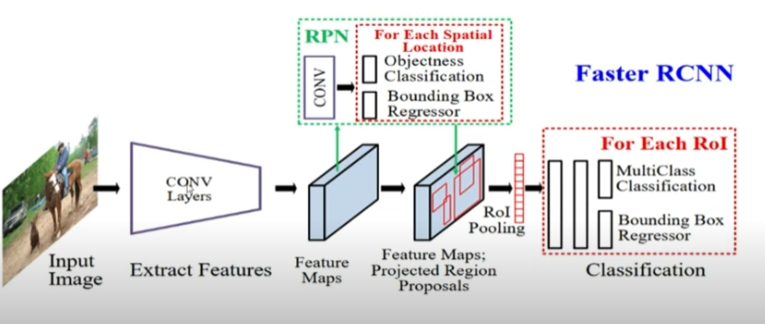 RPN
For Each Spatial
Location
CONV
Objectness
Classification
Bounding Box
Regressor
Faster RCNN
CONV
Layers
For Each RoI
MultiClass
Classification
Bounding Box
Regressor
RoI
Pooling
Input
Image
Extract Features
Feature
Maps
Feature Maps;
Projected Region
Proposals
Classification